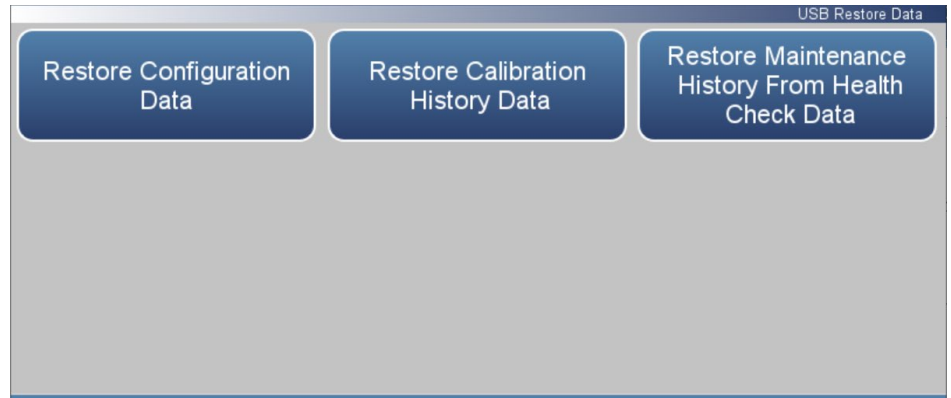 USB Restore Data
Restore Configuration
Data
Restore Calibration
History Data
Restore Maintenance
History From Health
Check Data